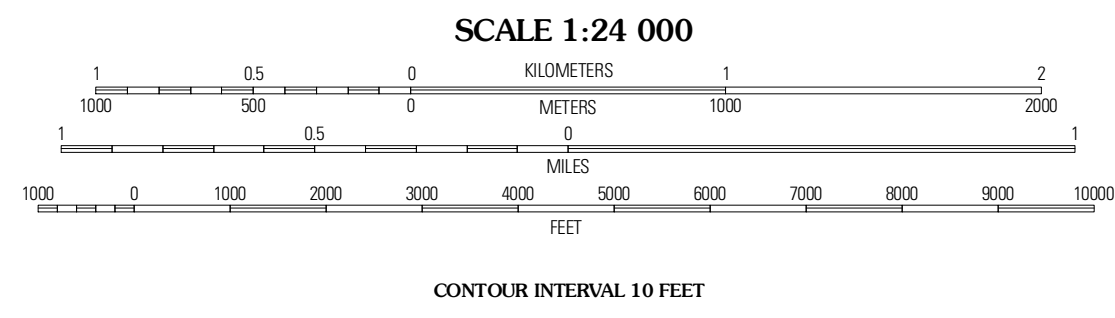 SCALE 1:24 000
1 0.5 0 KILOMETERS 1 2
1000 500 0 METERS 1000 2000
1 0.5 0 1
MILES
1000 0 1000 2000 3000 4000 5000 6000 7000 8000 9000 10000
FEET
CONTOUR INTERVAL 10 FEET